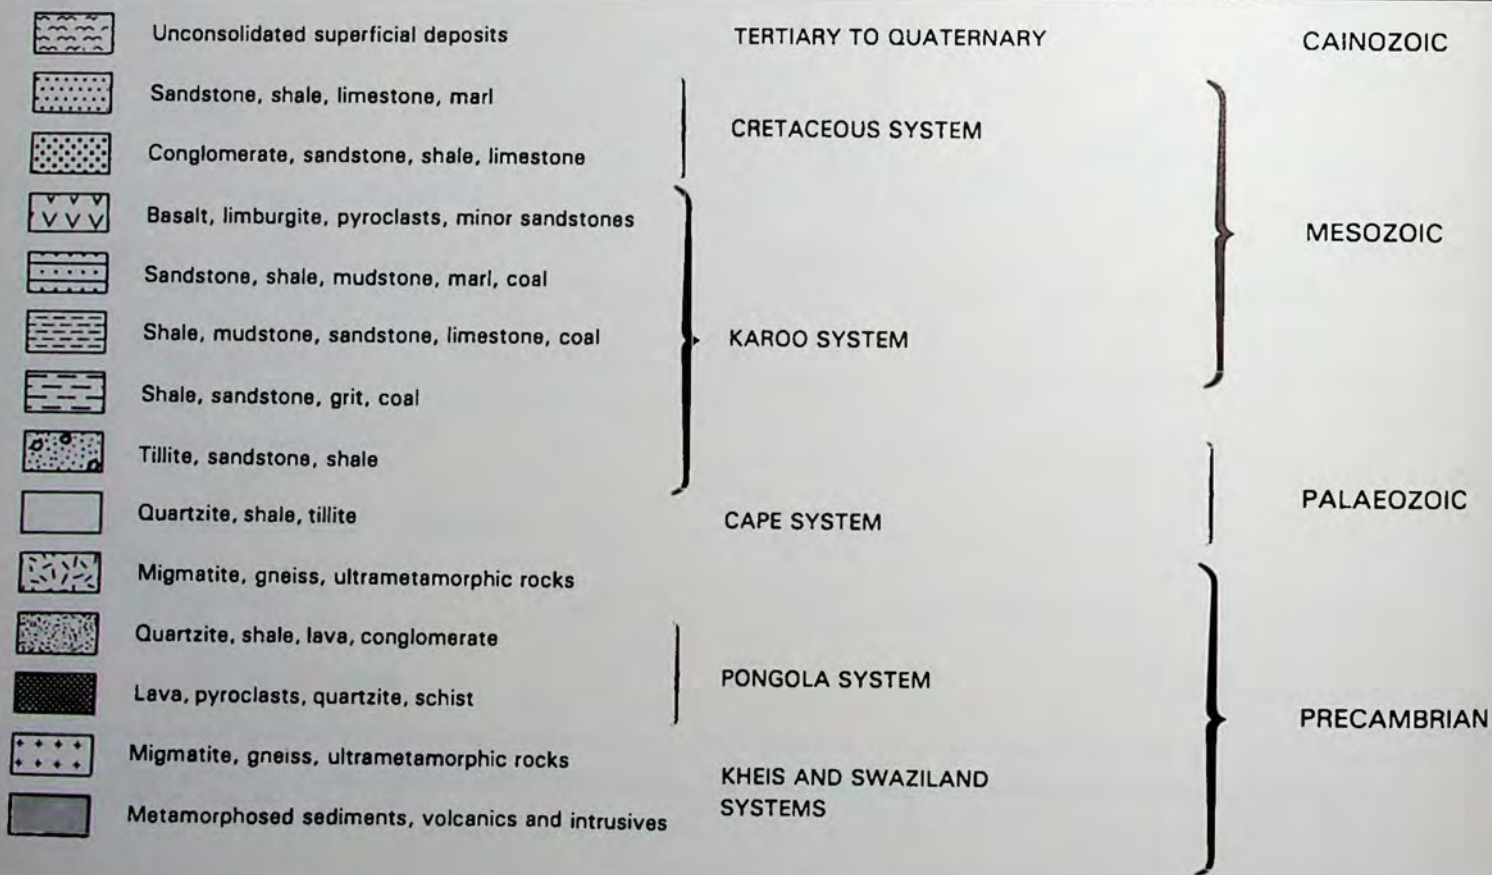 Unconsolidated superficial deposits TERTIARY TO QUATERNARY CAINOZOIC
Sandstone, shale, limestone, marl
CRETACEOUS SYSTEM
Conglomerate, sandstone, shale, limestone
Basalt, limburgite, pyroclasts, minor sandstones
MESOZOIC
Sandstone, shale, mudstone, marl, coal
Shale, mudstone, sandstone, limestone, coal KAROO SYSTEM
Shale, sandstone, grit, coal
Tillite, sandstone, shale
PALAEOZOIC
Quartzite, shale, tillite CAPE SYSTEM
Migmatite, gneiss, ultrametamorphic rocks
Quartzite, shale, lava, conglomerate
PONGOLA SYSTEM
Lava, pyroclasts, quartzite, schist
PRECAMBRIAN
Migmatite, gneiss, ultrametamorphic rocks
KHEIS AND SWAZILAND
SYSTEMS
Metamorphosed sediments, volcanics and intrusives